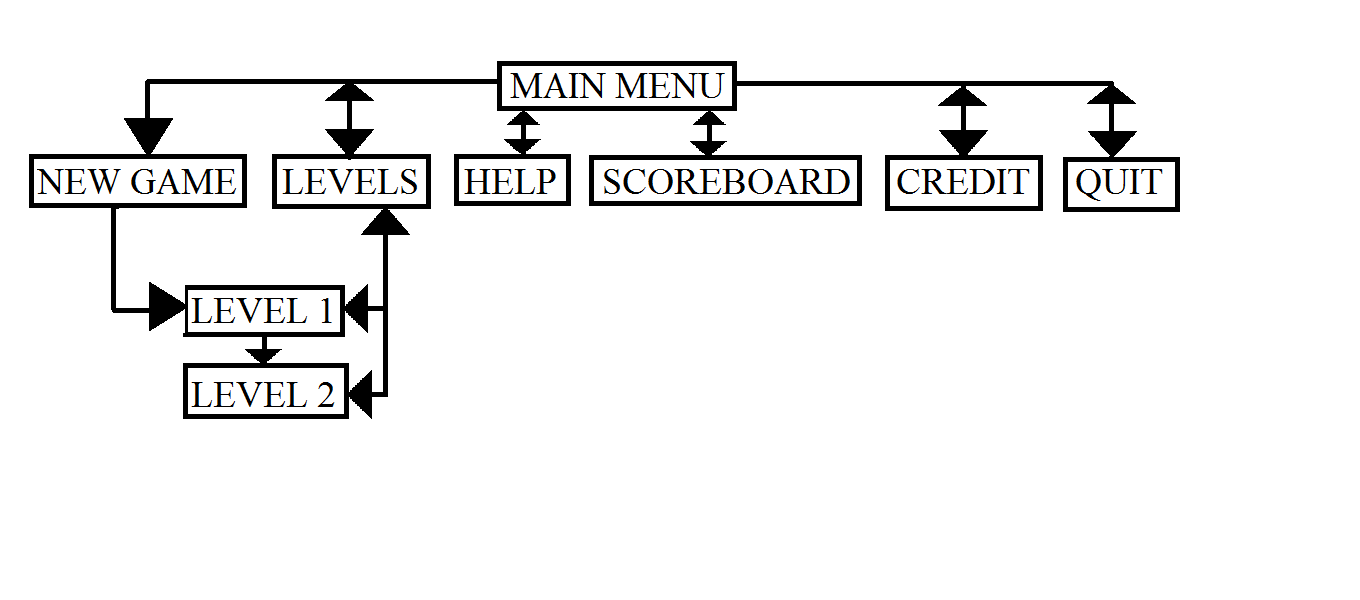 MAIN MENU
NEW GAME
LEVELS
HELP
SCOREBOARD
CREDIT
QUIT
LEVEL 1
LEVEL 2